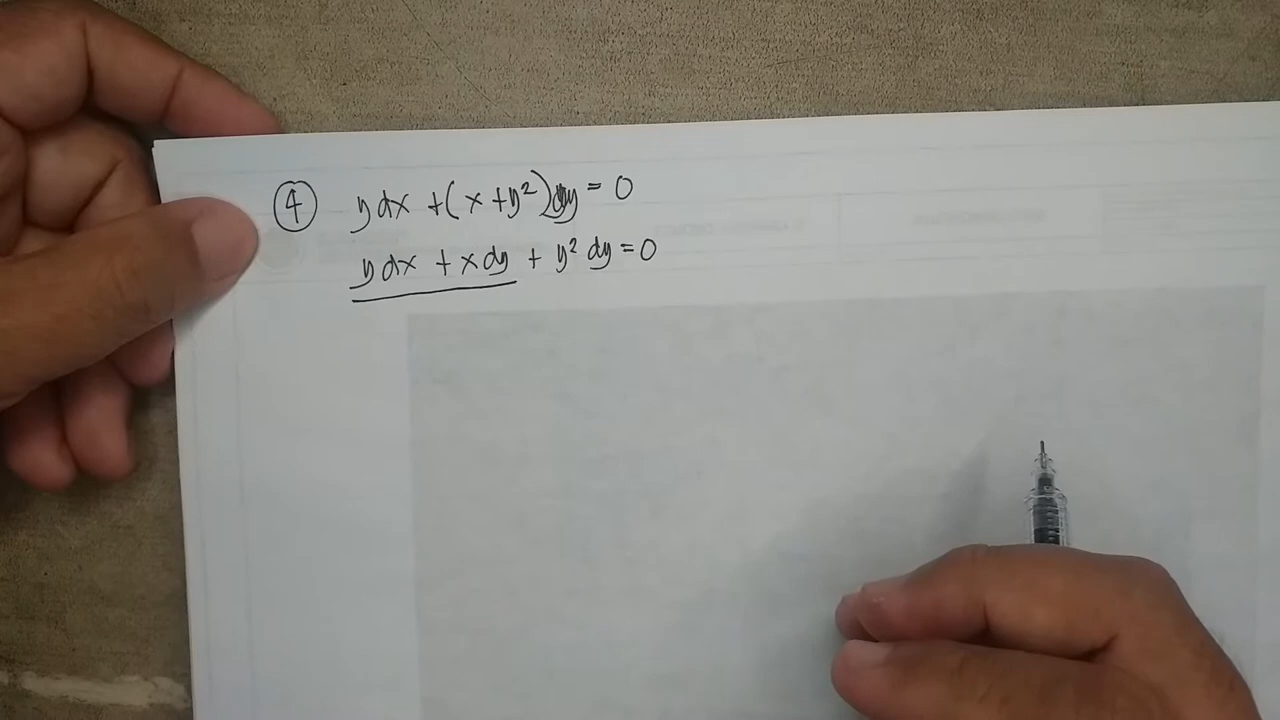 ④ y dx + (x + y²) dy = 0
y dx + x dy + y² dy = 0